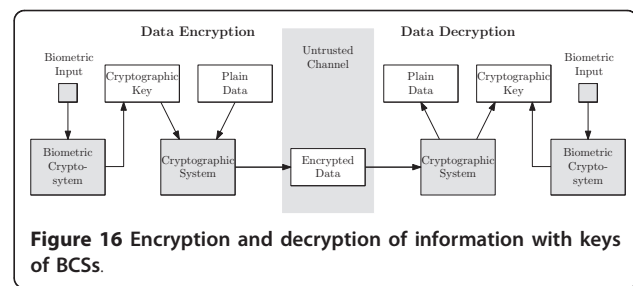 Data Encryption
Untrusted
Channel
Data Decryption
Biometric
Input
Cryptographic
Key
Plain
Data
Plain
Data
Cryptographic
Key
Biometric
Input
Biometric
Crypto-
sytem
Cryptographic
System
Encrypted
Data
Cryptographic
System
Biometric
Crypto-
sytem
Figure 16 Encryption and decryption of information with keys
of BCSs.